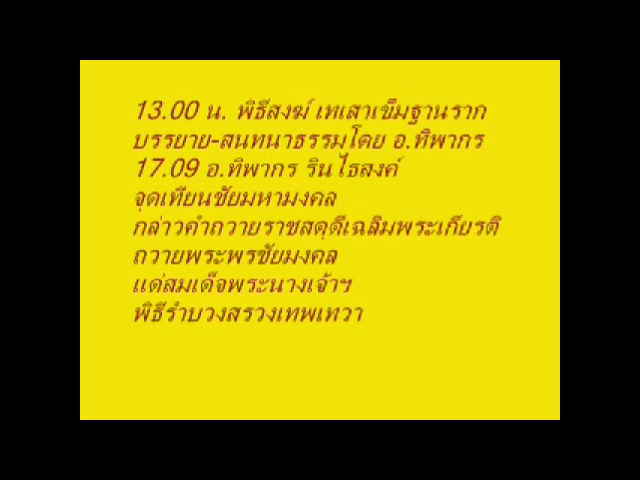 13.00 น. พิธีสงฆ์ เทเสาเข็มฐานราก
บรรยาย-สนทนาธรรมโดย อ.ทิพากร
17.09 อ.ทิพากร รินไธสงค์
จุดเทียนชัยมหามงคล
กล่าวคำถวายราชสดุดีเฉลิมพระเกียรติ
ถวายพระพรชัยมงคล
แด่สมเด็จพระนางเจ้าฯ
พิธีรำบวงสรวงเทพเทวา